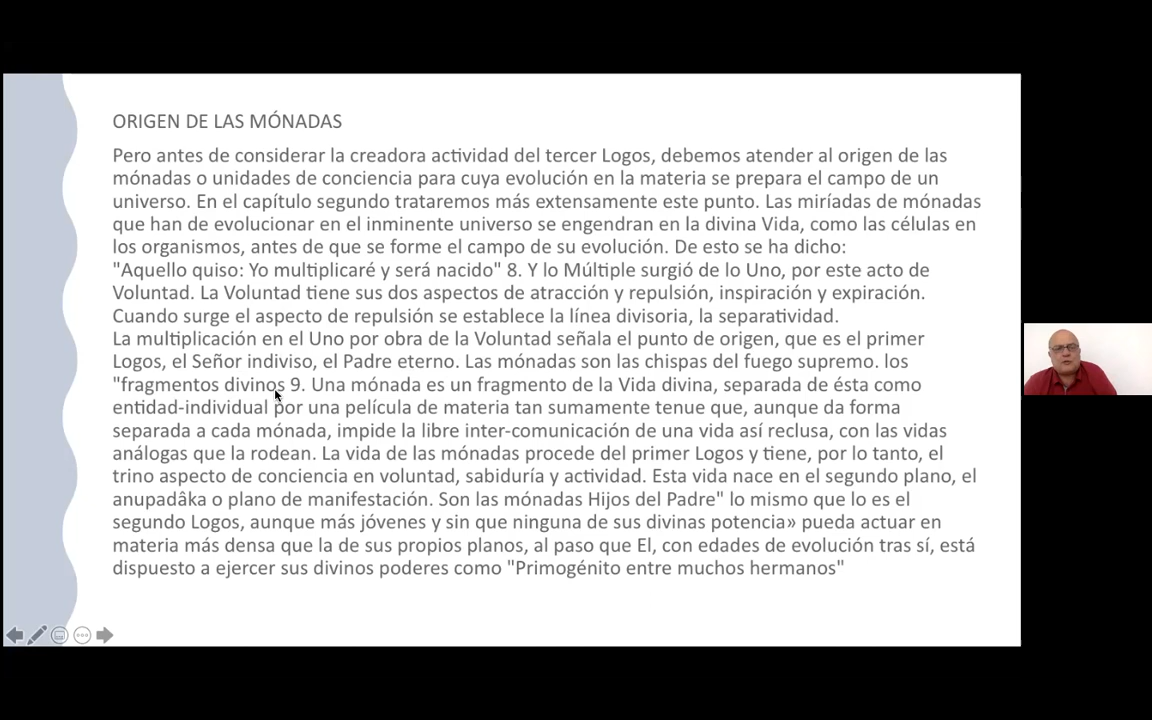 ORIGEN DE LAS MÓNADAS
Pero antes de considerar la creadora actividad del tercer Logos, debemos atender al origen de las
mónadas o unidades de conciencia para cuya evolución en la materia se prepara el campo de un
universo. En el capítulo segundo trataremos más extensamente este punto. Las miríadas de mónadas
que han de evolucionar en el inminente universo se engendran en la divina Vida, como las células en
los organismos, antes de que se forme el campo de su evolución. De esto se ha dicho:
"Aquello quiso: Yo multiplicaré y será nacido" 8. Y lo Múltiple surgió de lo Uno, por este acto de
Voluntad. La Voluntad tiene sus dos aspectos de atracción y repulsión, inspiración y expiración.
Cuando surge el aspecto de repulsión se establece la línea divisoria, la separatividad.
La multiplicación en el Uno por obra de la Voluntad señala el punto de origen, que es el primer
Logos, el Señor indiviso, el Padre eterno. Las mónadas son las chispas del fuego supremo. los
"fragmentos divinos 9. Una mónada es un fragmento de la Vida divina, separada de ésta como
entidad-individual por una película de materia tan sumamente tenue que, aunque da forma
separada a cada mónada, impide la libre inter-comunicación de una vida así reclusa, con las vidas
análogas que la rodean. La vida de las mónadas procede del primer Logos y tiene, por lo tanto, el
trino aspecto de conciencia en voluntad, sabiduría y actividad. Esta vida nace en el segundo plano, el
anupadâka o plano de manifestación. Son las mónadas Hijos del Padre" lo mismo que lo es el
segundo Logos, aunque más jóvenes y sin que ninguna de sus divinas potencia» pueda actuar en
materia más densa que la de sus propios planos, al paso que El, con edades de evolución tras sí, está
dispuesto a ejercer sus divinos poderes como "Primogénito entre muchos hermanos"